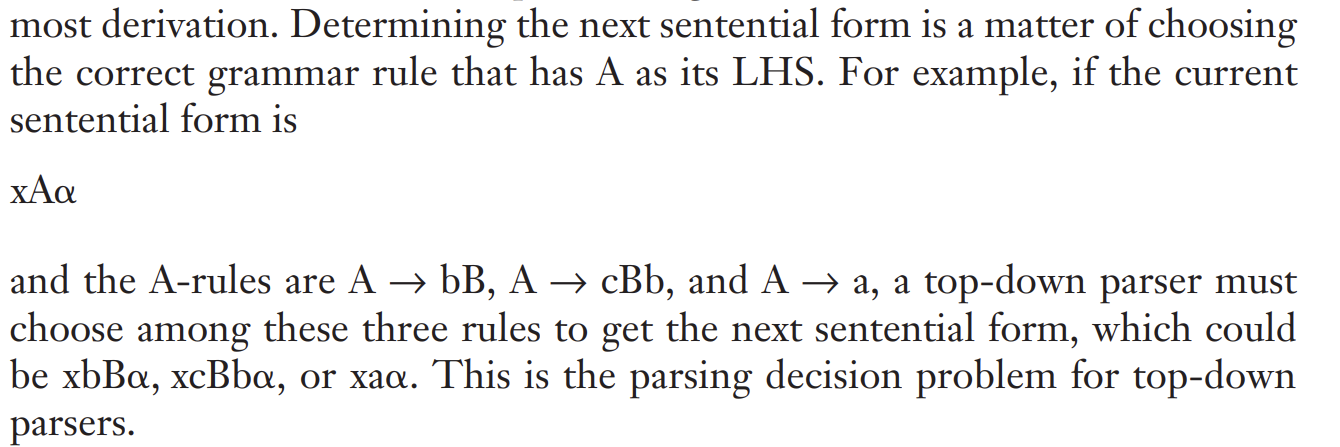 most derivation. Determining the next sentential form is a matter of choosing
the correct grammar rule that has A as its LHS. For example, if the current
sentential form is
xAα
and the A-rules are A → bB, A → cBb, and A → a, a top-down parser must
choose among these three rules to get the next sentential form, which could
be xbBα, xcBbα, or xaα. This is the parsing decision problem for top-down
parsers.